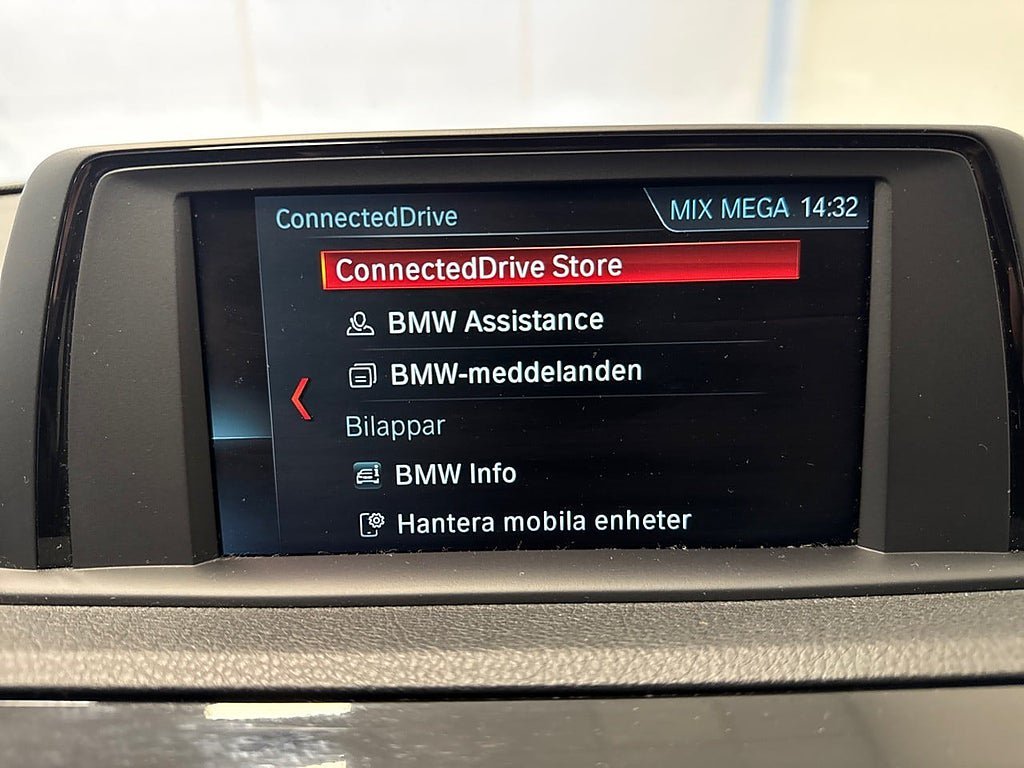 ConnectedDrive
MIX MEGA 14:32
ConnectedDrive Store
BMW Assistance
BMW-meddelanden
Bilappar
BMW Info
Hantera mobila enheter